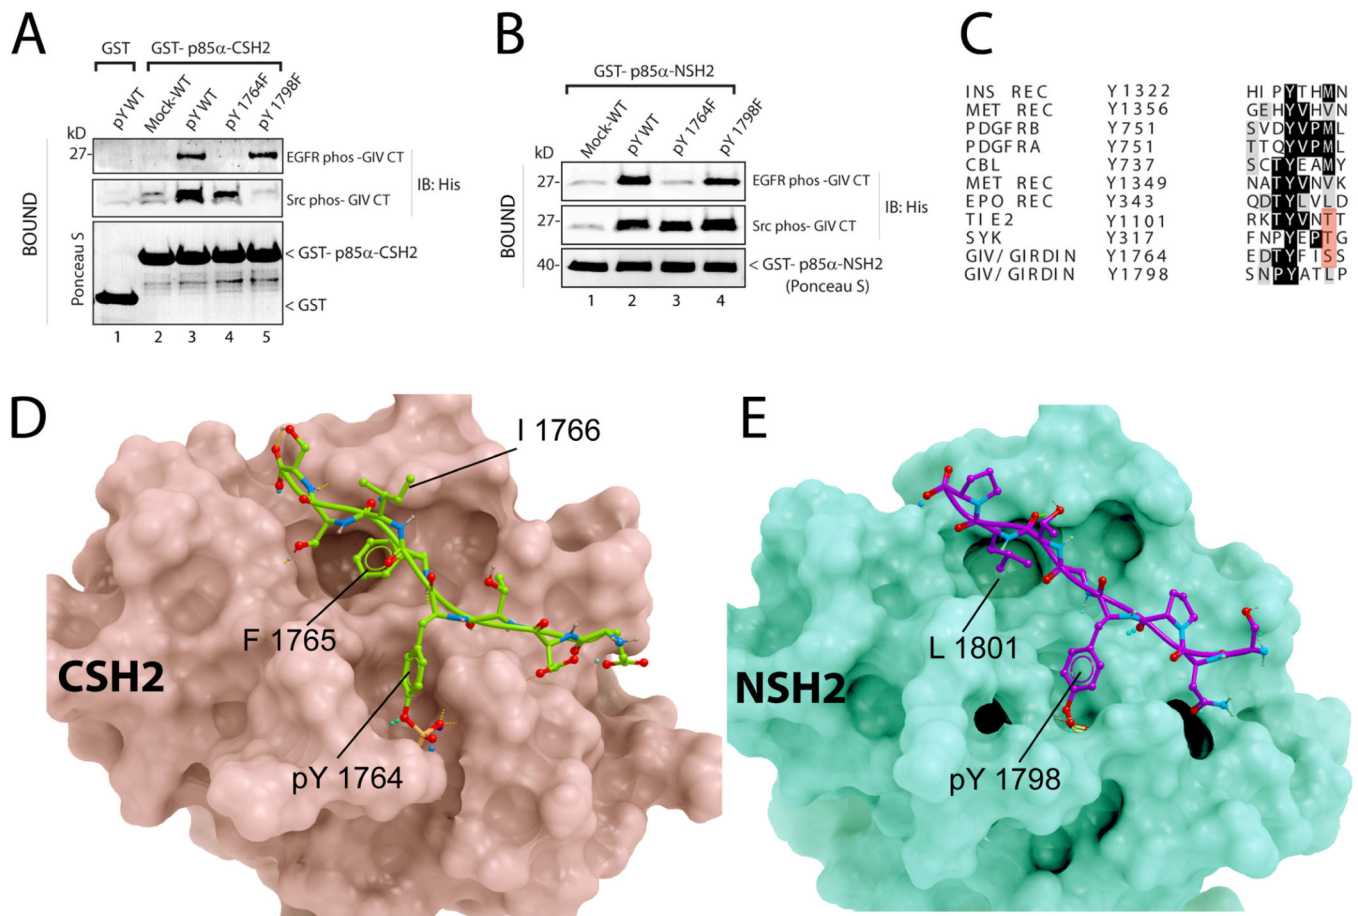 A
GST
GST- p85α-CSH2
pY WT
Mock-WT
pY WT
pY 1764F
pY 1798F
kD
27-
EGFR phos -GIV CT
Src phos- GIV CT
IB: His
BOUND
Ponceau S
< GST- p85α-CSH2
< GST
1 2 3 4 5
B
GST- p85α-NSH2
Mock-WT
pY WT
pY 1764F
pY 1798F
kD
27-
EGFR phos -GIV CT
27-
Src phos- GIV CT
IB: His
BOUND
40-
< GST- p85α-NSH2
(Ponceau S)
1 2 3 4
C
INS REC Y1322 HIPYTHMN
MET REC Y1356 GEHYVHVN
PDGFRB Y751 SVDYVPML
PDGFRA Y751 TTQYVPML
CBL Y737 SCTYEAMY
MET REC Y1349 NATYVNVK
EPO REC Y343 QDTYLVLD
TIE2 Y1101 RKTYVNTT
SYK Y317 FNPYEPTG
GIV/GIRDIN Y1764 EDTYFISS
GIV/GIRDIN Y1798 SNPYATLP
D
I 1766
F 1765
CSH2
pY 1764
E
L 1801
NSH2
pY 1798